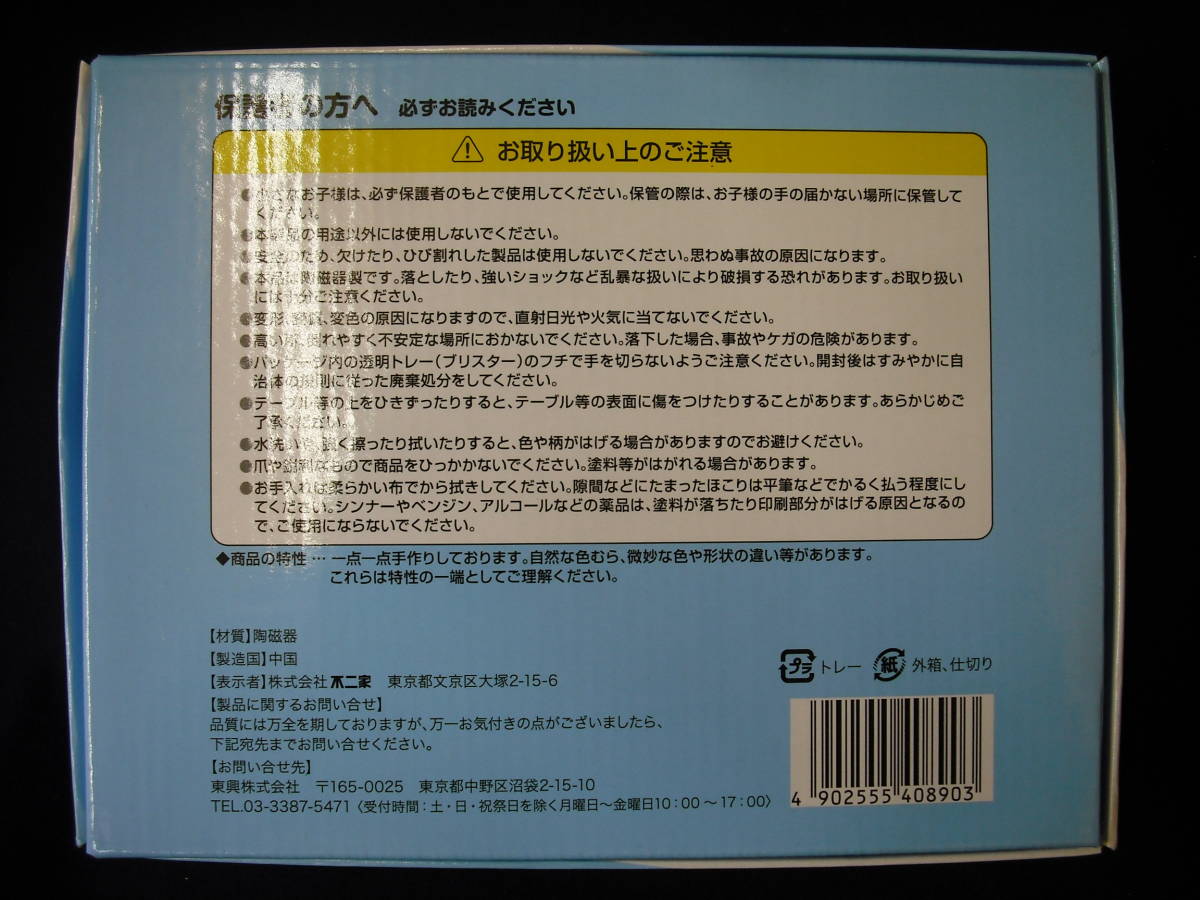 保護者の方へ 必ずお読みください
お取り扱い上のご注意
●小さなお子様は、必ず保護者のもとで使用してください。保管の際は、お子様の手の届かない場所に保管して
ください。
●本製品の用途以外には使用しないでください。
●安全のため、欠けたり、ひび割れした製品は使用しないでください。思わぬ事故の原因になります。
●本品は陶磁器製です。落としたり、強いショックなど乱暴な扱いにより破損する恐れがあります。お取り扱い
には十分ご注意ください。
●変形、変質、変色の原因になりますので、直射日光や火気に当てないでください。
●高い所、倒れやすく不安定な場所におかないでください。落下した場合、事故やケガの危険があります。
●パッケージ内の透明トレー(ブリスター)のフチで手を切らないようご注意ください。開封後はすみやかに自
治体の規則に従った廃棄処分をしてください。
●テーブル等の上をひきずったりすると、テーブル等の表面に傷をつけたりすることがあります。あらかじめご
了承ください。
●水洗いや、強く擦ったり拭いたりすると、色や柄がはげる場合がありますのでお避けください。
●爪や鋭利なもので商品をひっかかないでください。塗料等がはがれる場合があります。
●お手入れは柔らかい布でから拭きしてください。隙間などにたまったほこりは平筆などでかるく払う程度にし
てください。シンナーやベンジン、アルコールなどの薬品は、塗料が落ちたり印刷部分がはげる原因となるの
で、ご使用にならないでください。
◆商品の特性 … 一点一点手作りしております。自然な色むら、微妙な色や形状の違い等があります。
これらは特性の一端としてご理解ください。
【材質】陶磁器
【製造国】中国
【表示者】株式会社不二家 東京都文京区大塚2-15-6
【製品に関するお問い合せ】
品質には万全を期しておりますが、万一お気付きの点がございましたら、
下記宛先までお問い合せください。
【お問い合せ先】
東興株式会社 〒165-0025 東京都中野区沼袋2-15-10
TEL.03-3387-5471〈受付時間:土・日・祝祭日を除く月曜日～金曜日10:00～17:00〉
プラ トレー 紙 外箱、仕切り
4 902555 408903